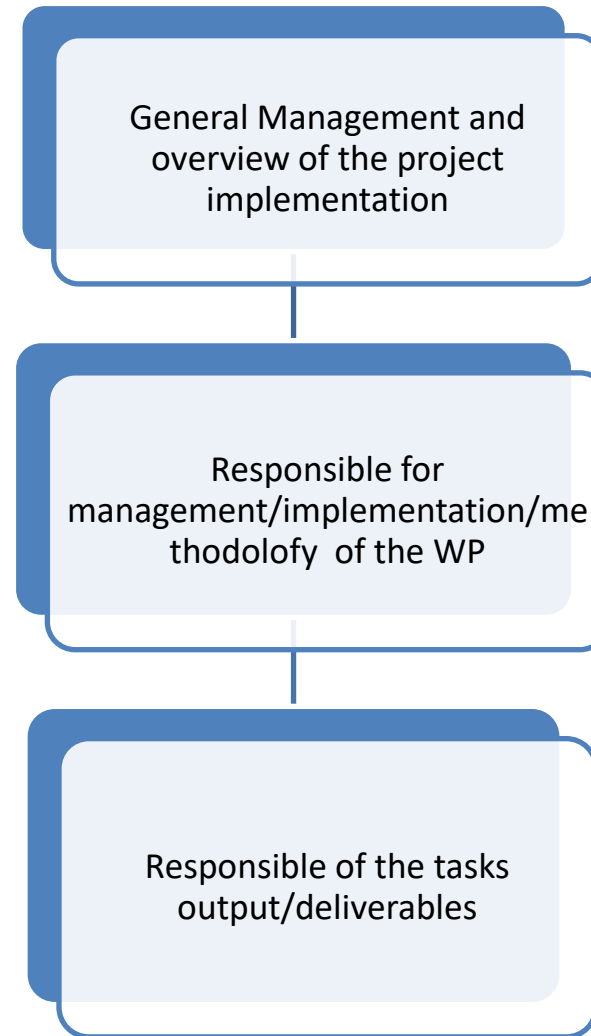 General Management and
overview of the project
implementation
Responsible for
management/implementation/me
thodolofy  of the WP
Responsible of the tasks
output/deliverables